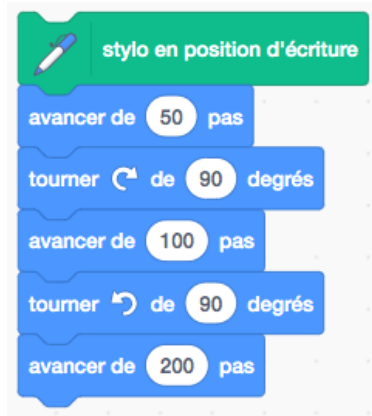 stylo en position d'écriture
avancer de 50 pas
tourner de 90 degrés
avancer de 100 pas
tourner de 90 degrés
avancer de 200 pas